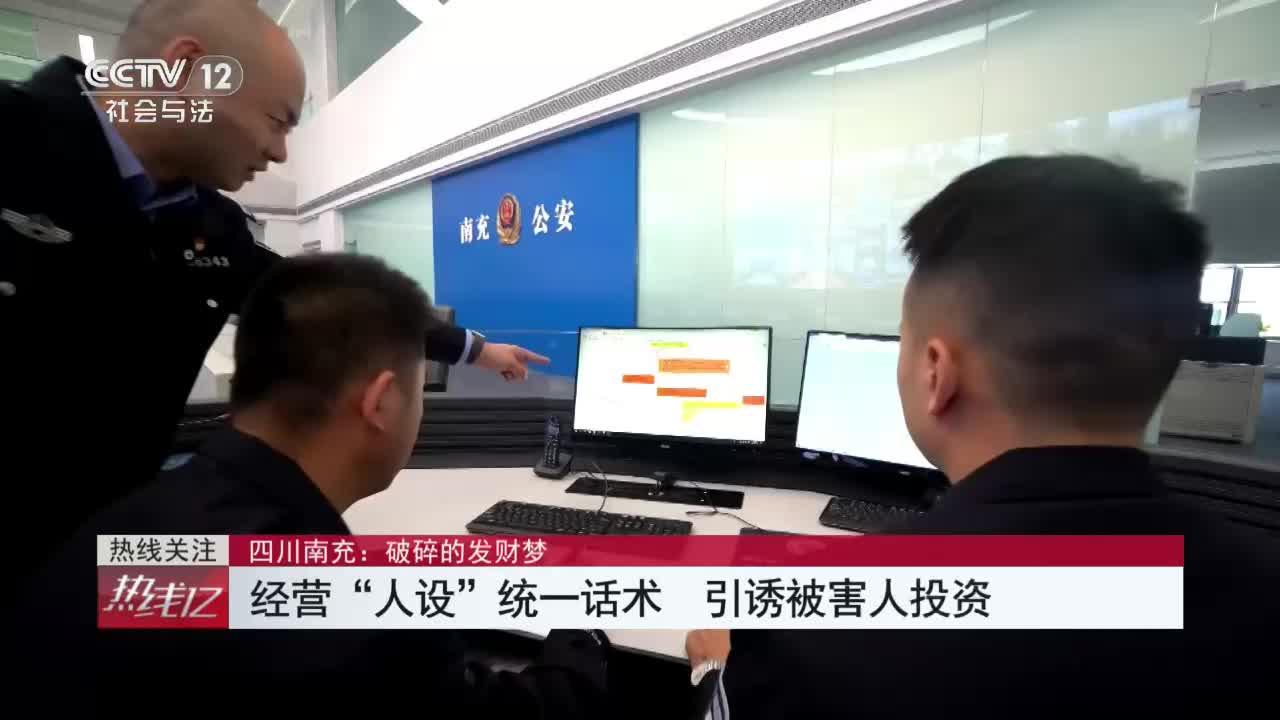 CCTV 12
社会与法
南充 公安
热线关注
四川南充：破碎的发财梦
热线12
经营“人设”统一话术 引诱被害人投资